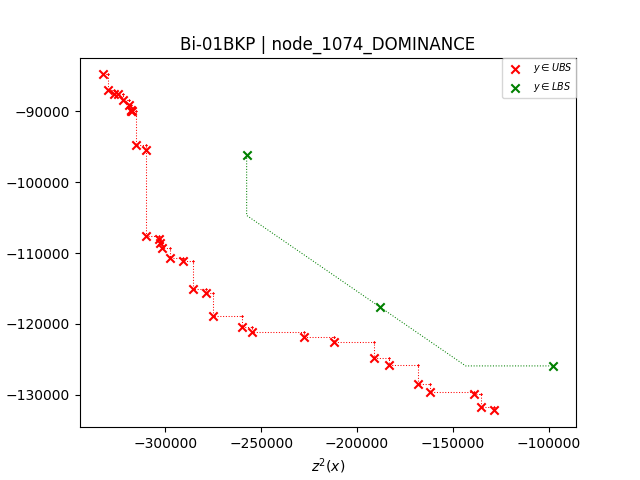 Bi-01BKP | node_1074_DOMINANCE
y ∈ UBS
y ∈ LBS
−90000
−100000
−110000
−120000
−130000
−300000 −250000 −200000 −150000 −100000
z²(x)